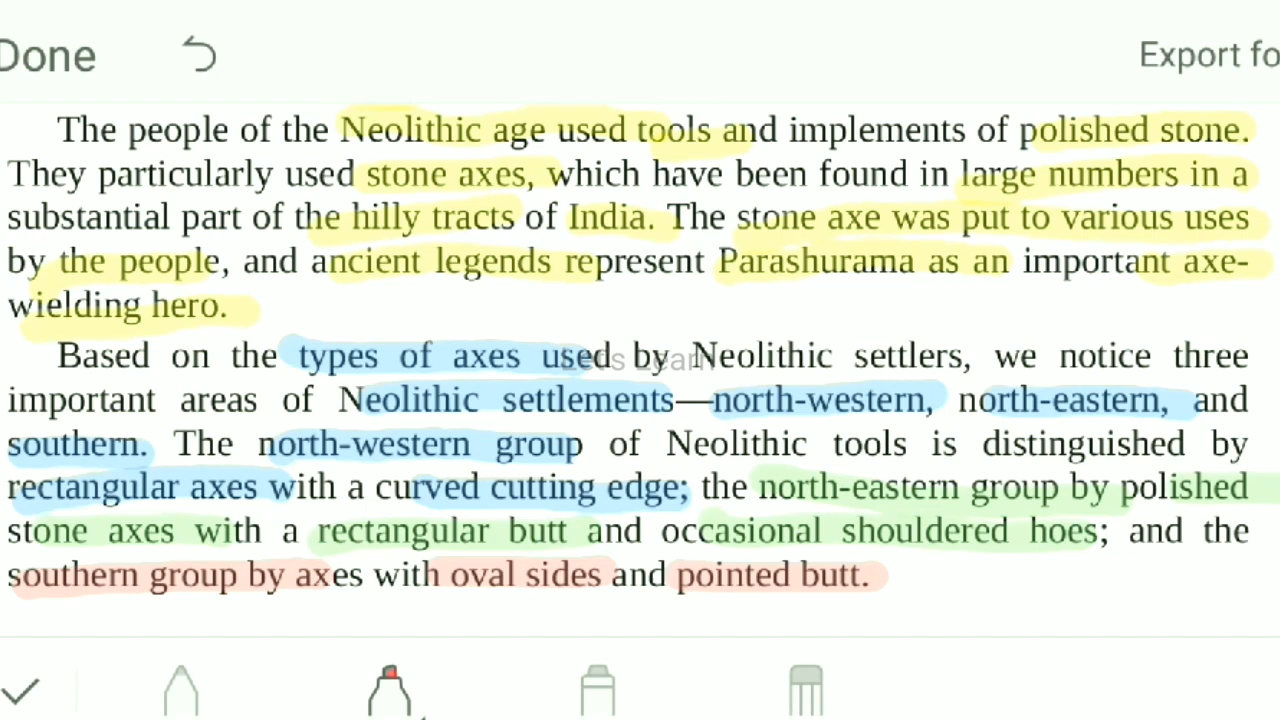 Done
Export fo
The people of the Neolithic age used tools and implements of polished stone.
They particularly used stone axes, which have been found in large numbers in a
substantial part of the hilly tracts of India. The stone axe was put to various uses
by the people, and ancient legends represent Parashurama as an important axe-
wielding hero.
Based on the types of axes used by Neolithic settlers, we notice three
Lets Learn
important areas of Neolithic settlements—north-western, north-eastern, and
southern. The north-western group of Neolithic tools is distinguished by
rectangular axes with a curved cutting edge; the north-eastern group by polished
stone axes with a rectangular butt and occasional shouldered hoes; and the
southern group by axes with oval sides and pointed butt.